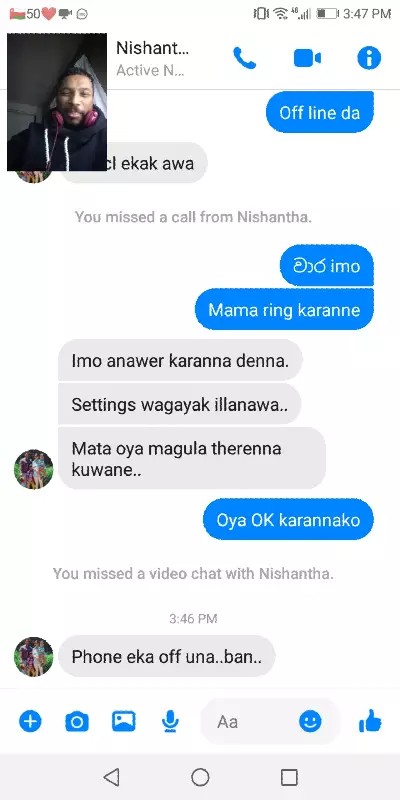 50
46
3:47 PM
Nishant...
Active N...
Off line da
cl ekak awa
You missed a call from Nishantha.
වාර imo
Mama ring karanne
Imo anawer karanna denna.
Settings wagayak illanawa..
Mata oya magula therenna
kuwane..
Oya OK karannako
You missed a video chat with Nishantha.
3:46 PM
Phone eka off una..ban..
Aa